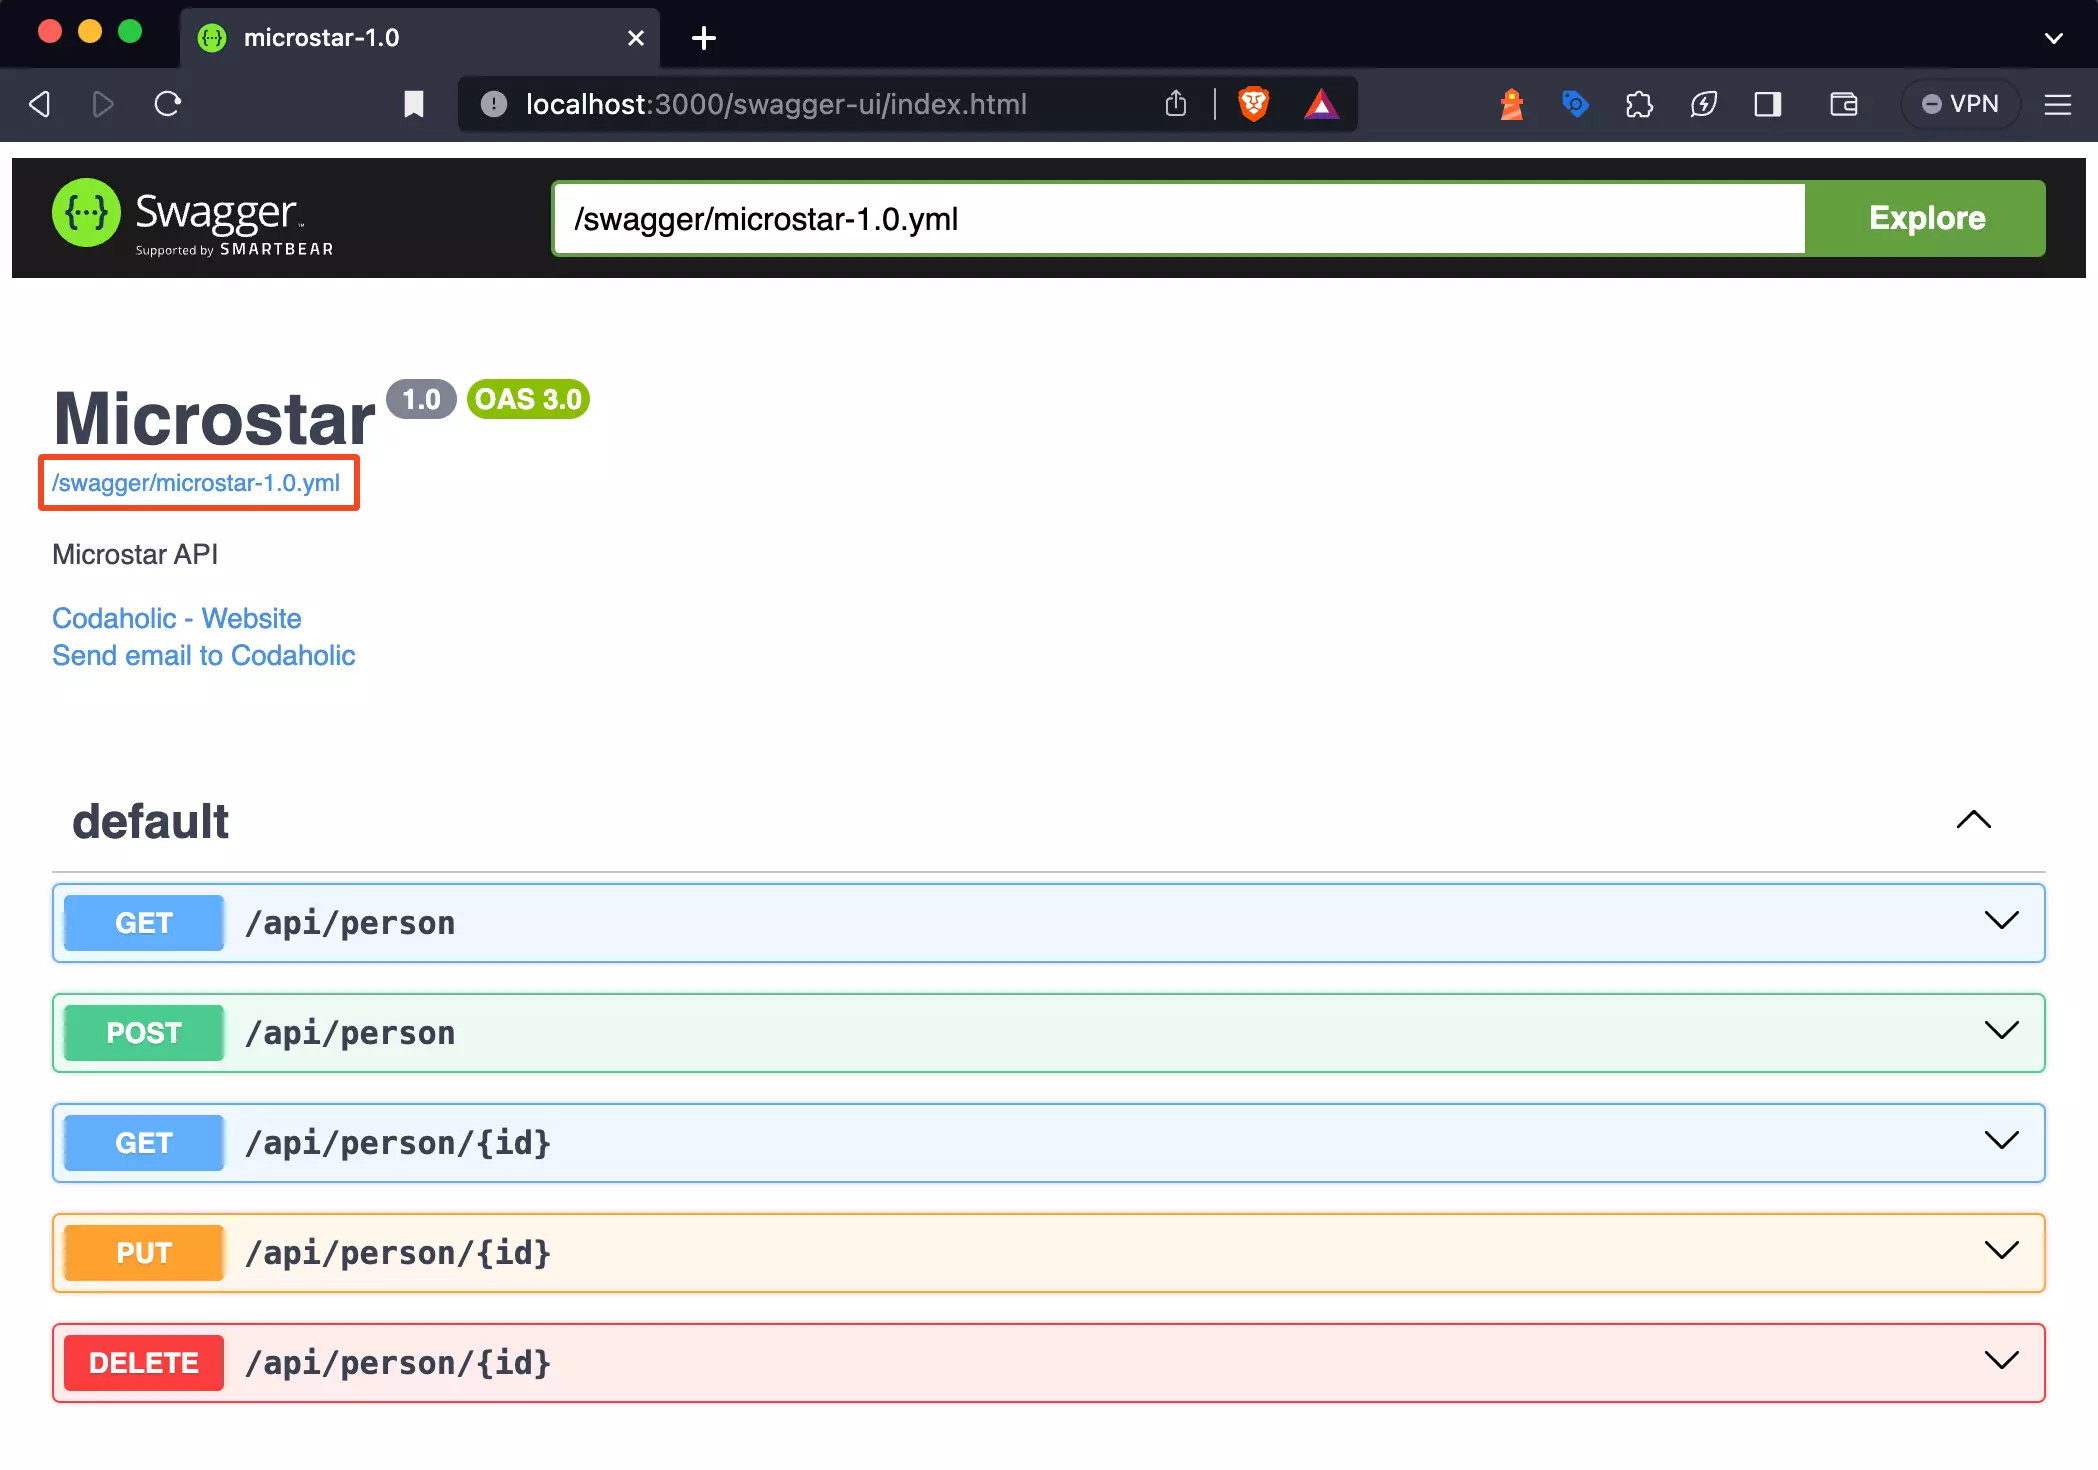 microstar-1.0
localhost:3000/swagger-ui/index.html
VPN
{···} Swagger™
Supported by SMARTBEAR
/swagger/microstar-1.0.yml
Explore
Microstar 1.0 OAS 3.0
/swagger/microstar-1.0.yml
Microstar API
Codaholic - Website
Send email to Codaholic
default
GET /api/person
POST /api/person
GET /api/person/{id}
PUT /api/person/{id}
DELETE /api/person/{id}